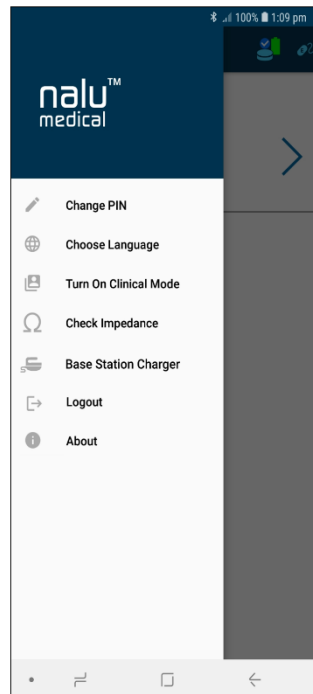 100% 1:09 pm
nalu™
medical
Change PIN
Choose Language
Turn On Clinical Mode
Check Impedance
Base Station Charger
Logout
About